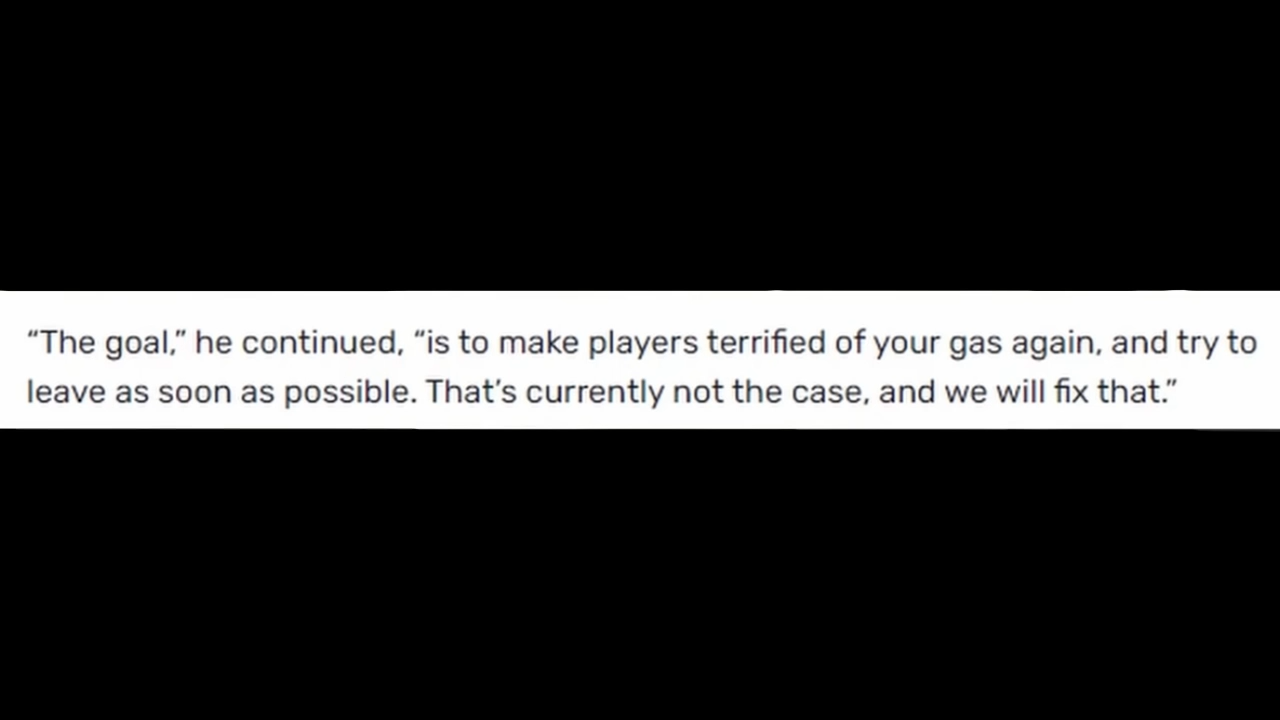 “The goal,” he continued, “is to make players terrified of your gas again, and try to
leave as soon as possible. That’s currently not the case, and we will fix that.”